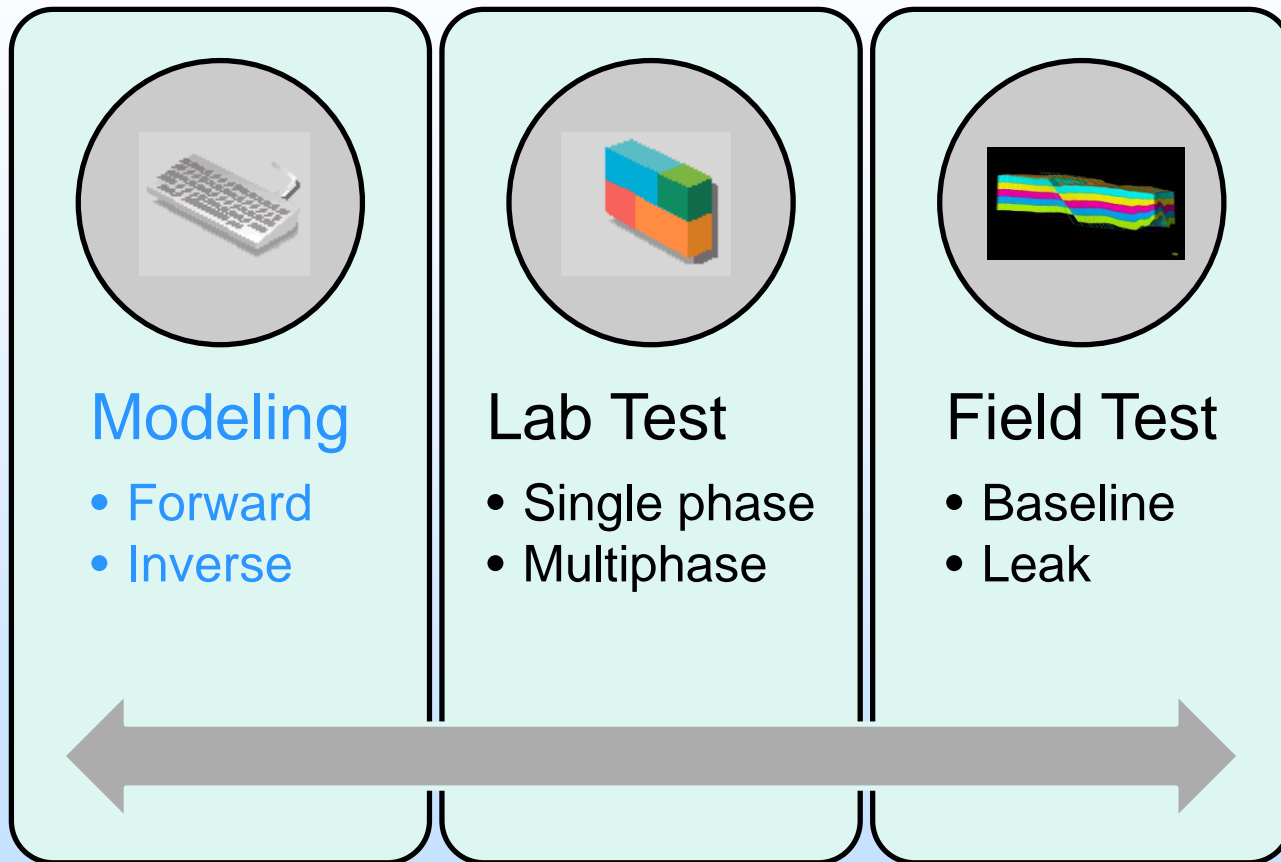 Modeling
• Forward
• Inverse
Lab Test
• Single phase
• Multiphase
Field Test
• Baseline
• Leak